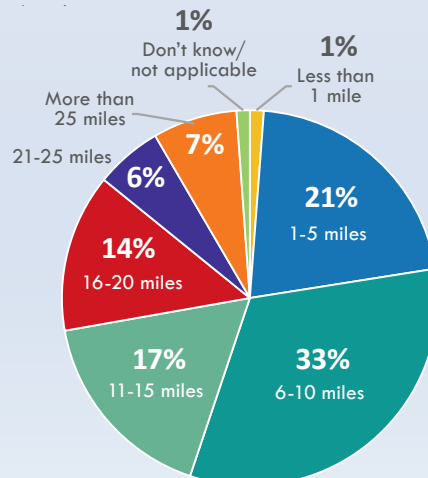 1%
Don't know/
not applicable
1%
Less than
1 mile
More than
25 miles
7%
21-25 miles
6%
21%
1-5 miles
14%
16-20 miles
17%
11-15 miles
33%
6-10 miles